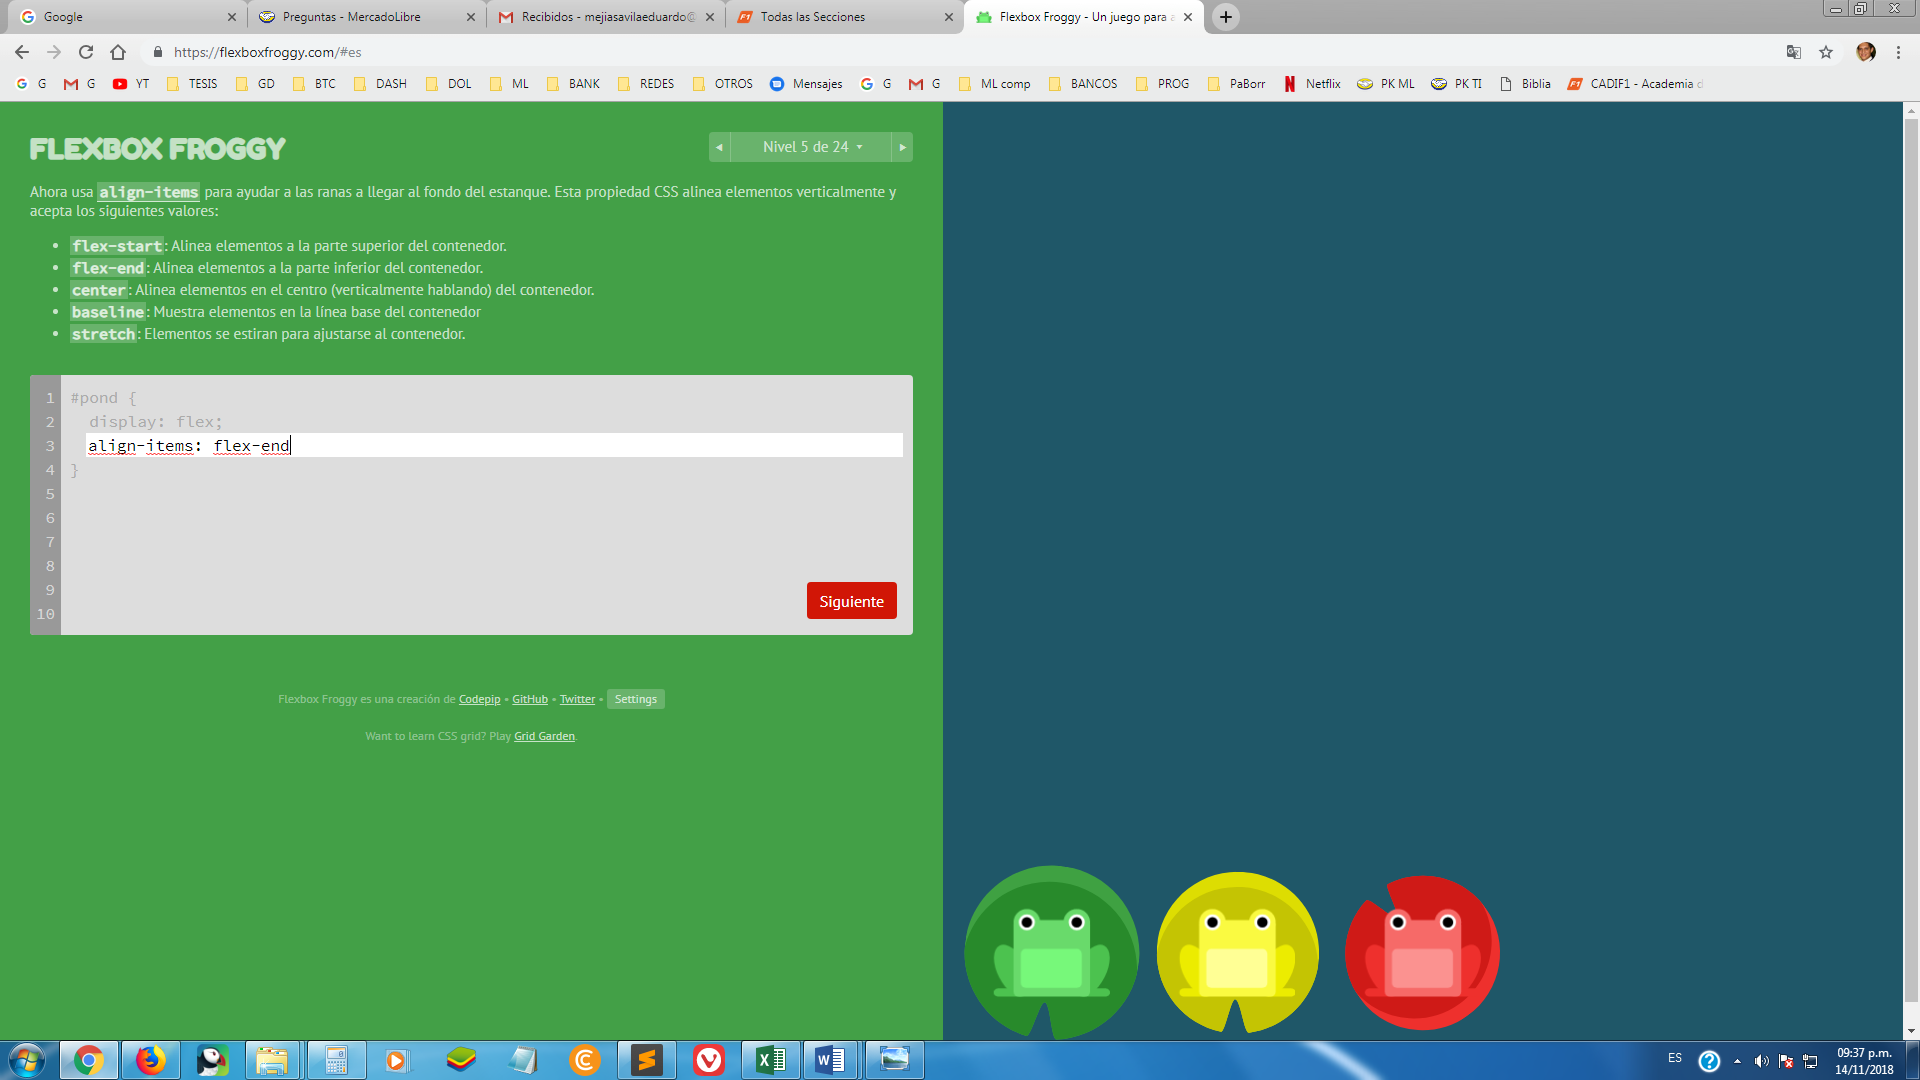 Google
Preguntas - MercadoLibre
Recibidos - mejiasavilaeduardo@
Todas las Secciones
Flexbox Froggy - Un juego para a
https://flexboxfroggy.com/#es
G G YT TESIS GD BTC DASH DOL ML BANK REDES OTROS Mensajes G G ML comp BANCOS PROG PaBorr Netflix PK ML PK TI Biblia CADIF1 - Academia d
FLEXBOX FROGGY
Nivel 5 de 24
Ahora usa align-items para ayudar a las ranas a llegar al fondo del estanque. Esta propiedad CSS alinea elementos verticalmente y
acepta los siguientes valores:
• flex-start: Alinea elementos a la parte superior del contenedor.
• flex-end: Alinea elementos a la parte inferior del contenedor.
• center: Alinea elementos en el centro (verticalmente hablando) del contenedor.
• baseline: Muestra elementos en la línea base del contenedor
• stretch: Elementos se estiran para ajustarse al contenedor.
1 #pond {
2 display: flex;
3 align-items: flex-end
4 }
5
6
7
8
9
10
Siguiente
Flexbox Froggy es una creación de Codepip • GitHub • Twitter • Settings
Want to learn CSS grid? Play Grid Garden.
ES
09:37 p.m.
14/11/2018